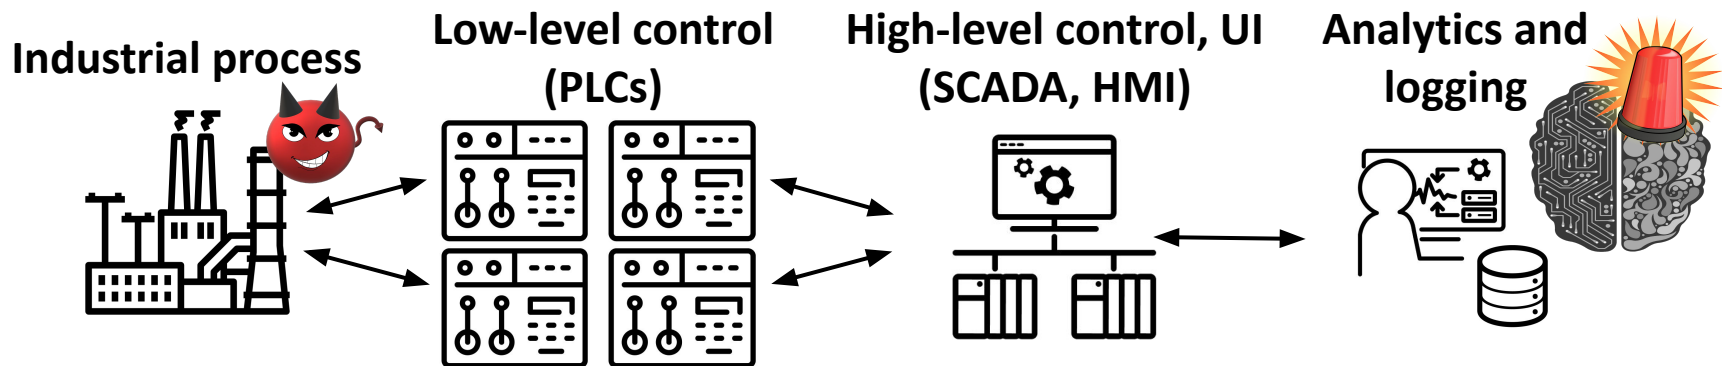 Industrial process
Low-level control
(PLCs)
High-level control, UI
(SCADA, HMI)
Analytics and
logging